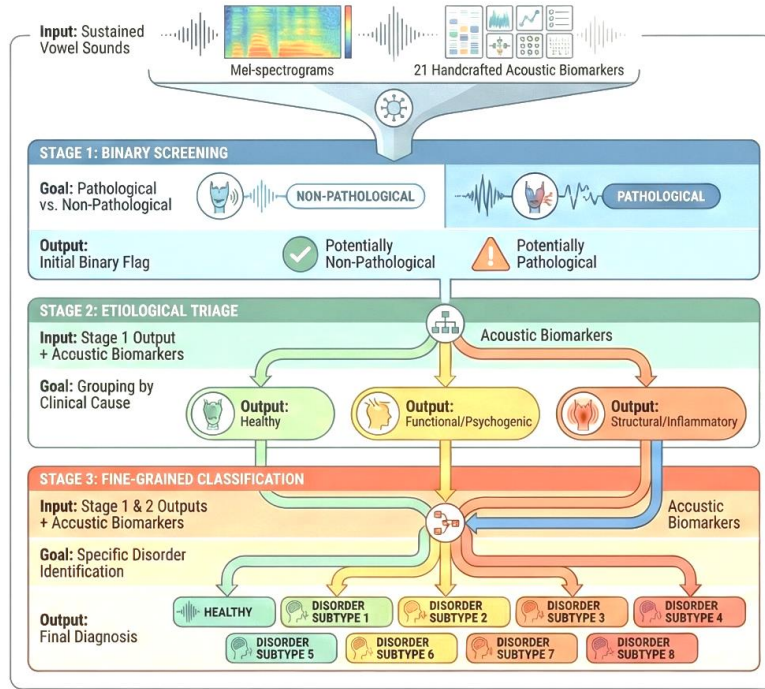 Input: Sustained
Vowel Sounds
Mel-spectrograms
21 Handcrafted Acoustic Biomarkers
STAGE 1: BINARY SCREENING
Goal: Pathological
vs. Non-Pathological
NON-PATHOLOGICAL
PATHOLOGICAL
Output:
Initial Binary Flag
Potentially
Non-Pathological
Potentially
Pathological
STAGE 2: ETIOLOGICAL TRIAGE
Input: Stage 1 Output
+ Acoustic Biomarkers
Acoustic Biomarkers
Goal: Grouping by
Clinical Cause
Output:
Healthy
Output:
Functional/Psychogenic
Output:
Structural/Inflammatory
STAGE 3: FINE-GRAINED CLASSIFICATION
Input: Stage 1 & 2 Outputs
+ Accustic Biomarkers
Accustic
Biomarkers
Goal: Specific Disorder
Identification
Output:
Final Diagnosis
HEALTHY
DISORDER
SUBTYPE 1
DISORDER
SUBTYPE 2
DISORDER
SUBTYPE 3
DISORDER
SUBTYPE 4
DISORDER
SUBTYPE 5
DISORDER
SUBTYPE 6
DISORDER
SUBTYPE 7
DISORDER
SUBTYPE 8